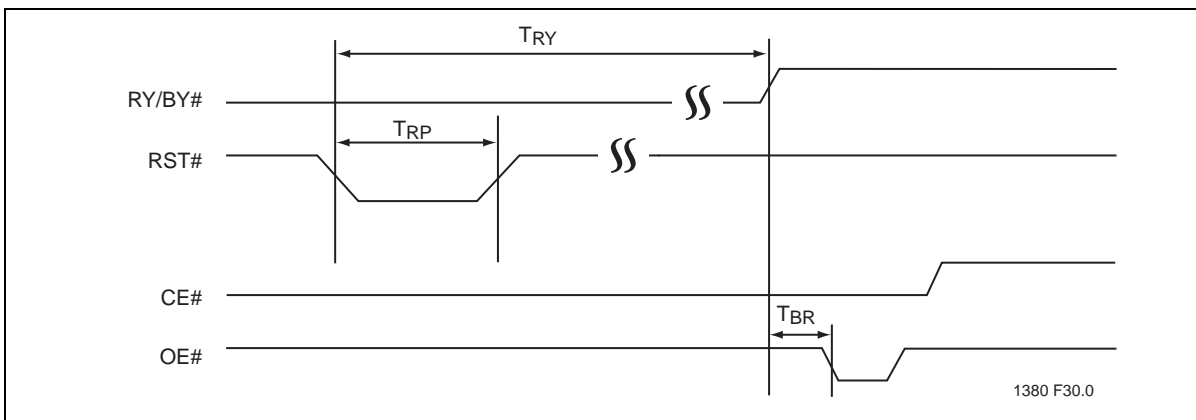 TRY
RY/BY#
TRP
RST#
CE#
TBR
OE#
1380 F30.0